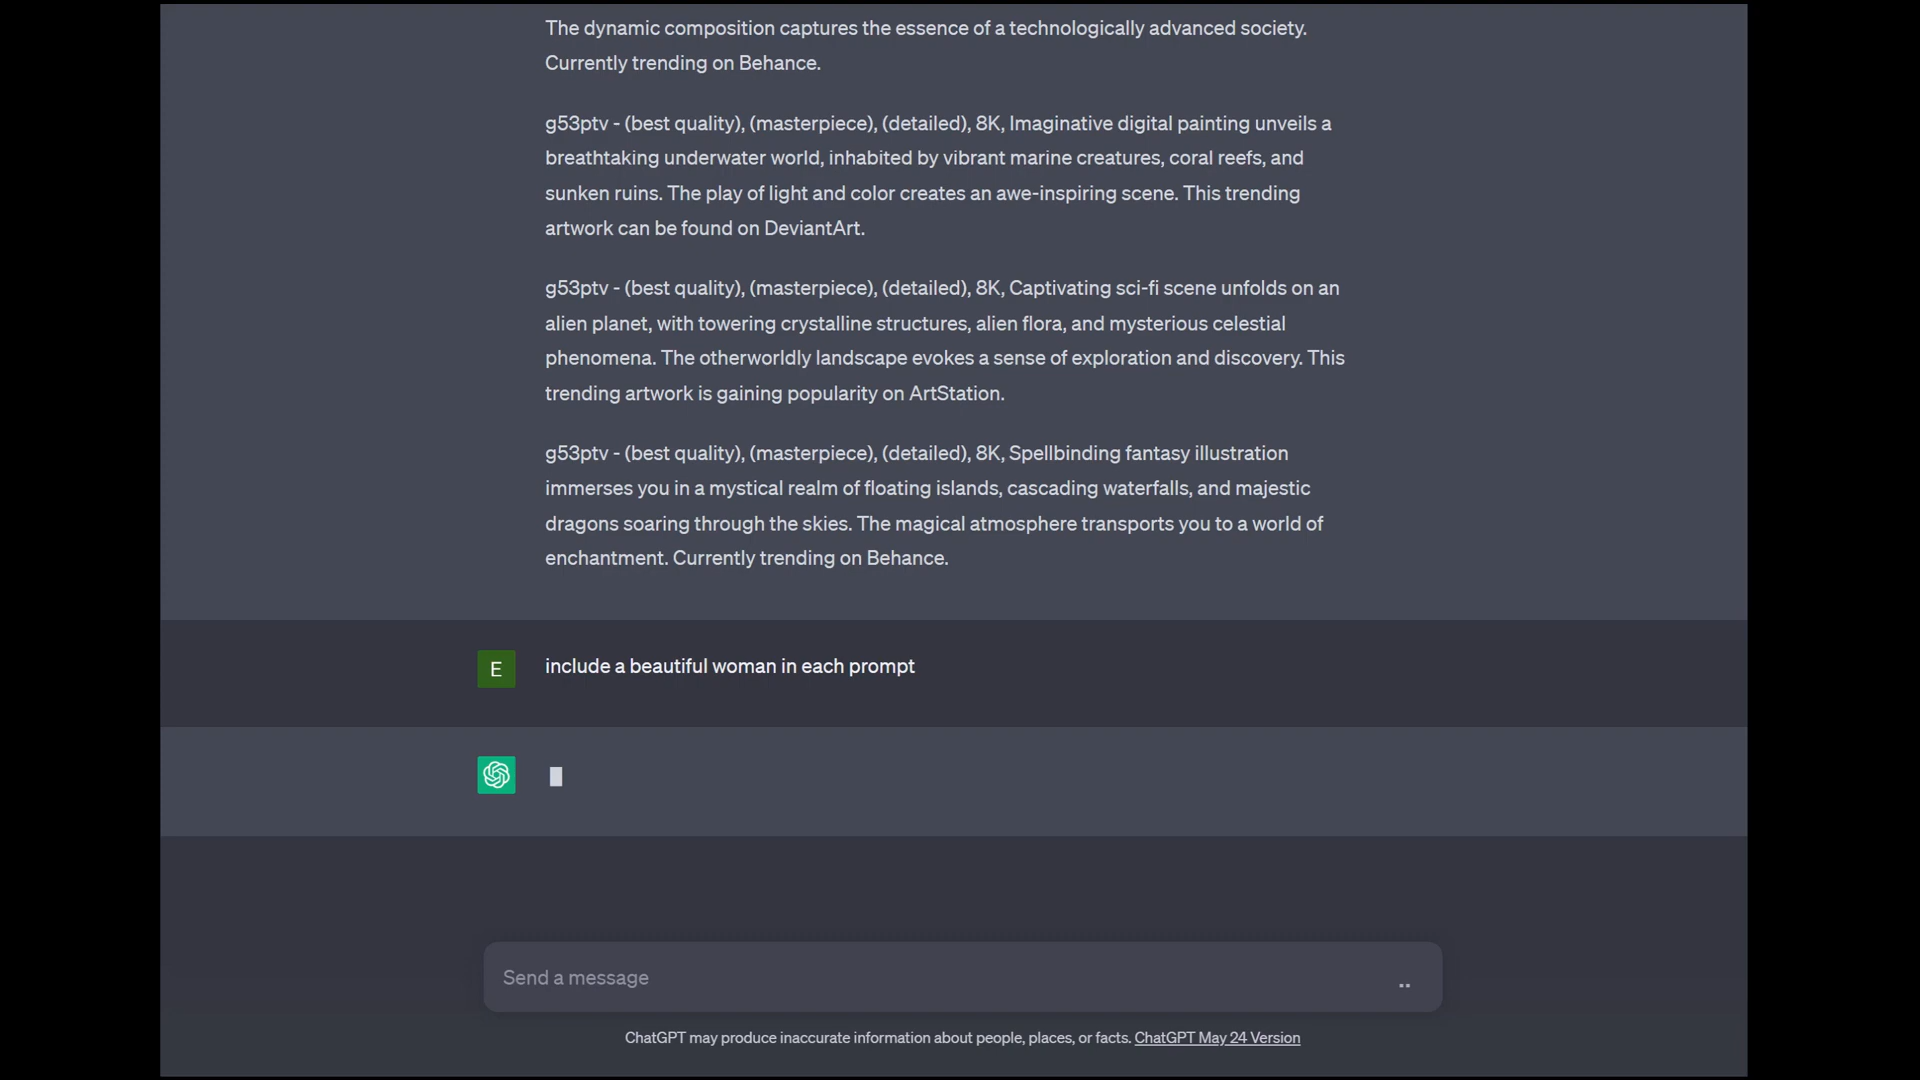 The dynamic composition captures the essence of a technologically advanced society.
Currently trending on Behance.
g53ptv - (best quality), (masterpiece), (detailed), 8K, Imaginative digital painting unveils a
breathtaking underwater world, inhabited by vibrant marine creatures, coral reefs, and
sunken ruins. The play of light and color creates an awe-inspiring scene. This trending
artwork can be found on DeviantArt.
g53ptv - (best quality), (masterpiece), (detailed), 8K, Captivating sci-fi scene unfolds on an
alien planet, with towering crystalline structures, alien flora, and mysterious celestial
phenomena. The otherworldly landscape evokes a sense of exploration and discovery. This
trending artwork is gaining popularity on ArtStation.
g53ptv - (best quality), (masterpiece), (detailed), 8K, Spellbinding fantasy illustration
immerses you in a mystical realm of floating islands, cascading waterfalls, and majestic
dragons soaring through the skies. The magical atmosphere transports you to a world of
enchantment. Currently trending on Behance.
E include a beautiful woman in each prompt
Send a message
ChatGPT may produce inaccurate information about people, places, or facts. ChatGPT May 24 Version